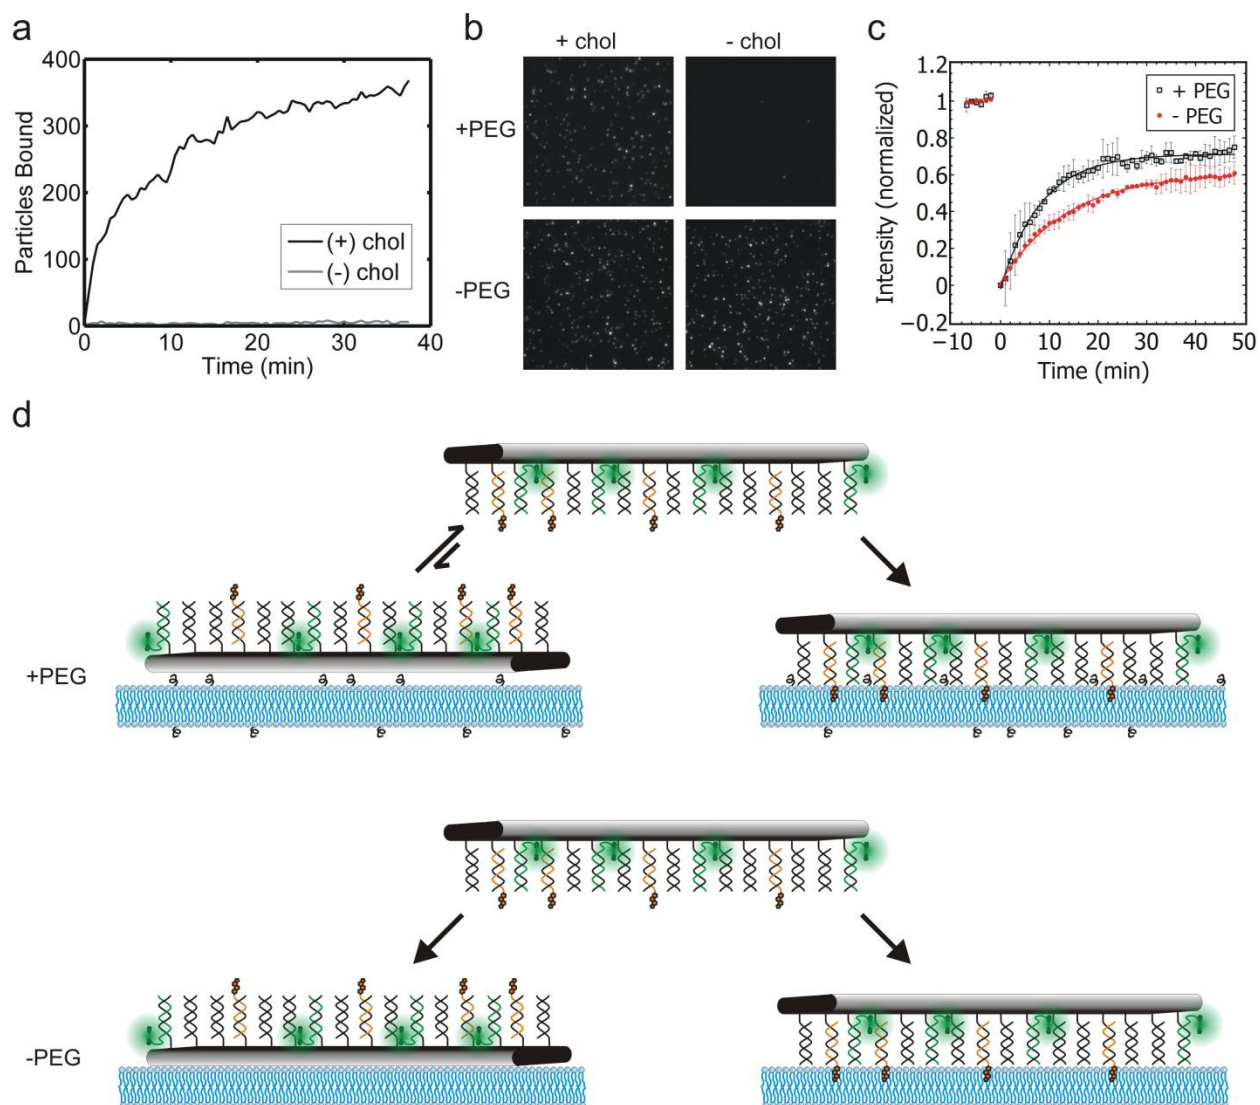 a
400
300
200
100
0
Particles Bound
(+) chol
(-) chol
0 10 20 30 40
Time (min)
b
+ chol - chol
+PEG
-PEG
c
1.2
1
0.8
0.6
0.4
0.2
0
−0.2
Intensity (normalized)
+ PEG
- PEG
−10 0 10 20 30 40 50
Time (min)
d
+PEG
-PEG